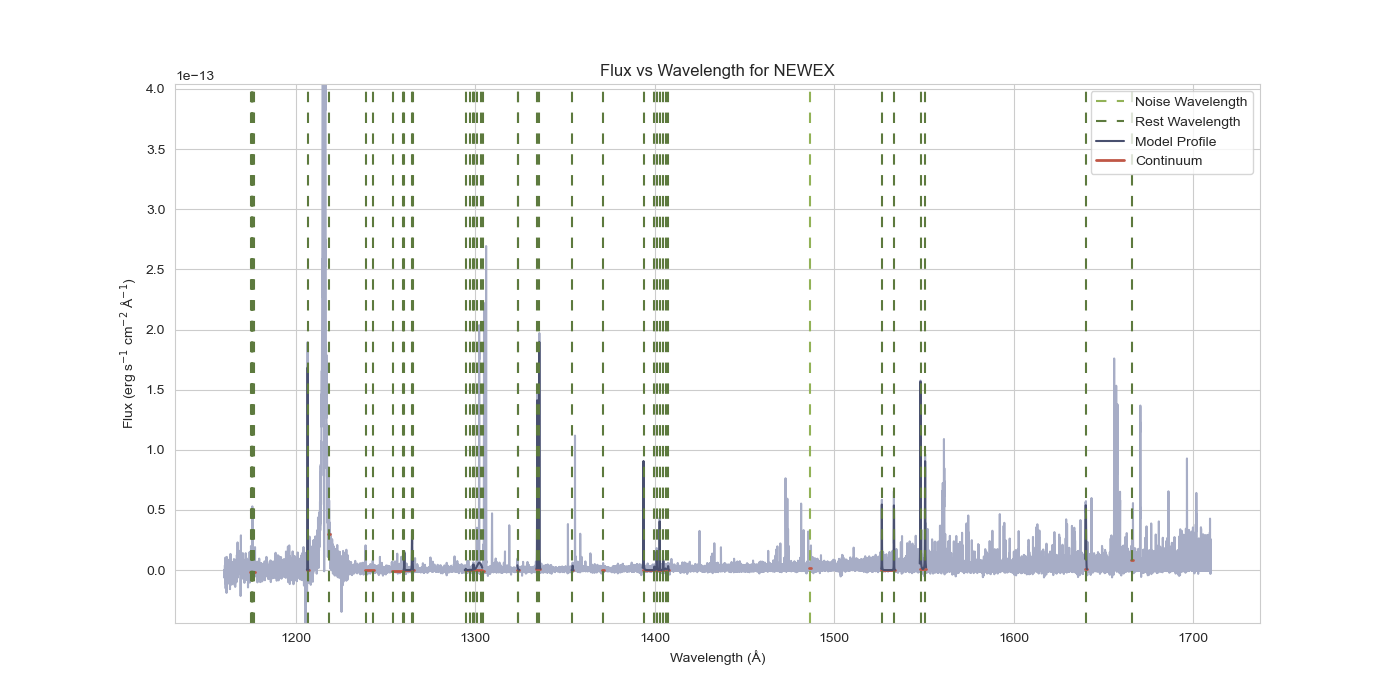 Flux vs Wavelength for NEWEX
1e−13
4.0
3.5
3.0
2.5
2.0
1.5
1.0
0.5
0.0
Flux (erg s⁻¹ cm⁻² Å⁻¹)
Noise Wavelength
Rest Wavelength
Model Profile
Continuum
1200
1300
1400
1500
1600
1700
Wavelength (Å)